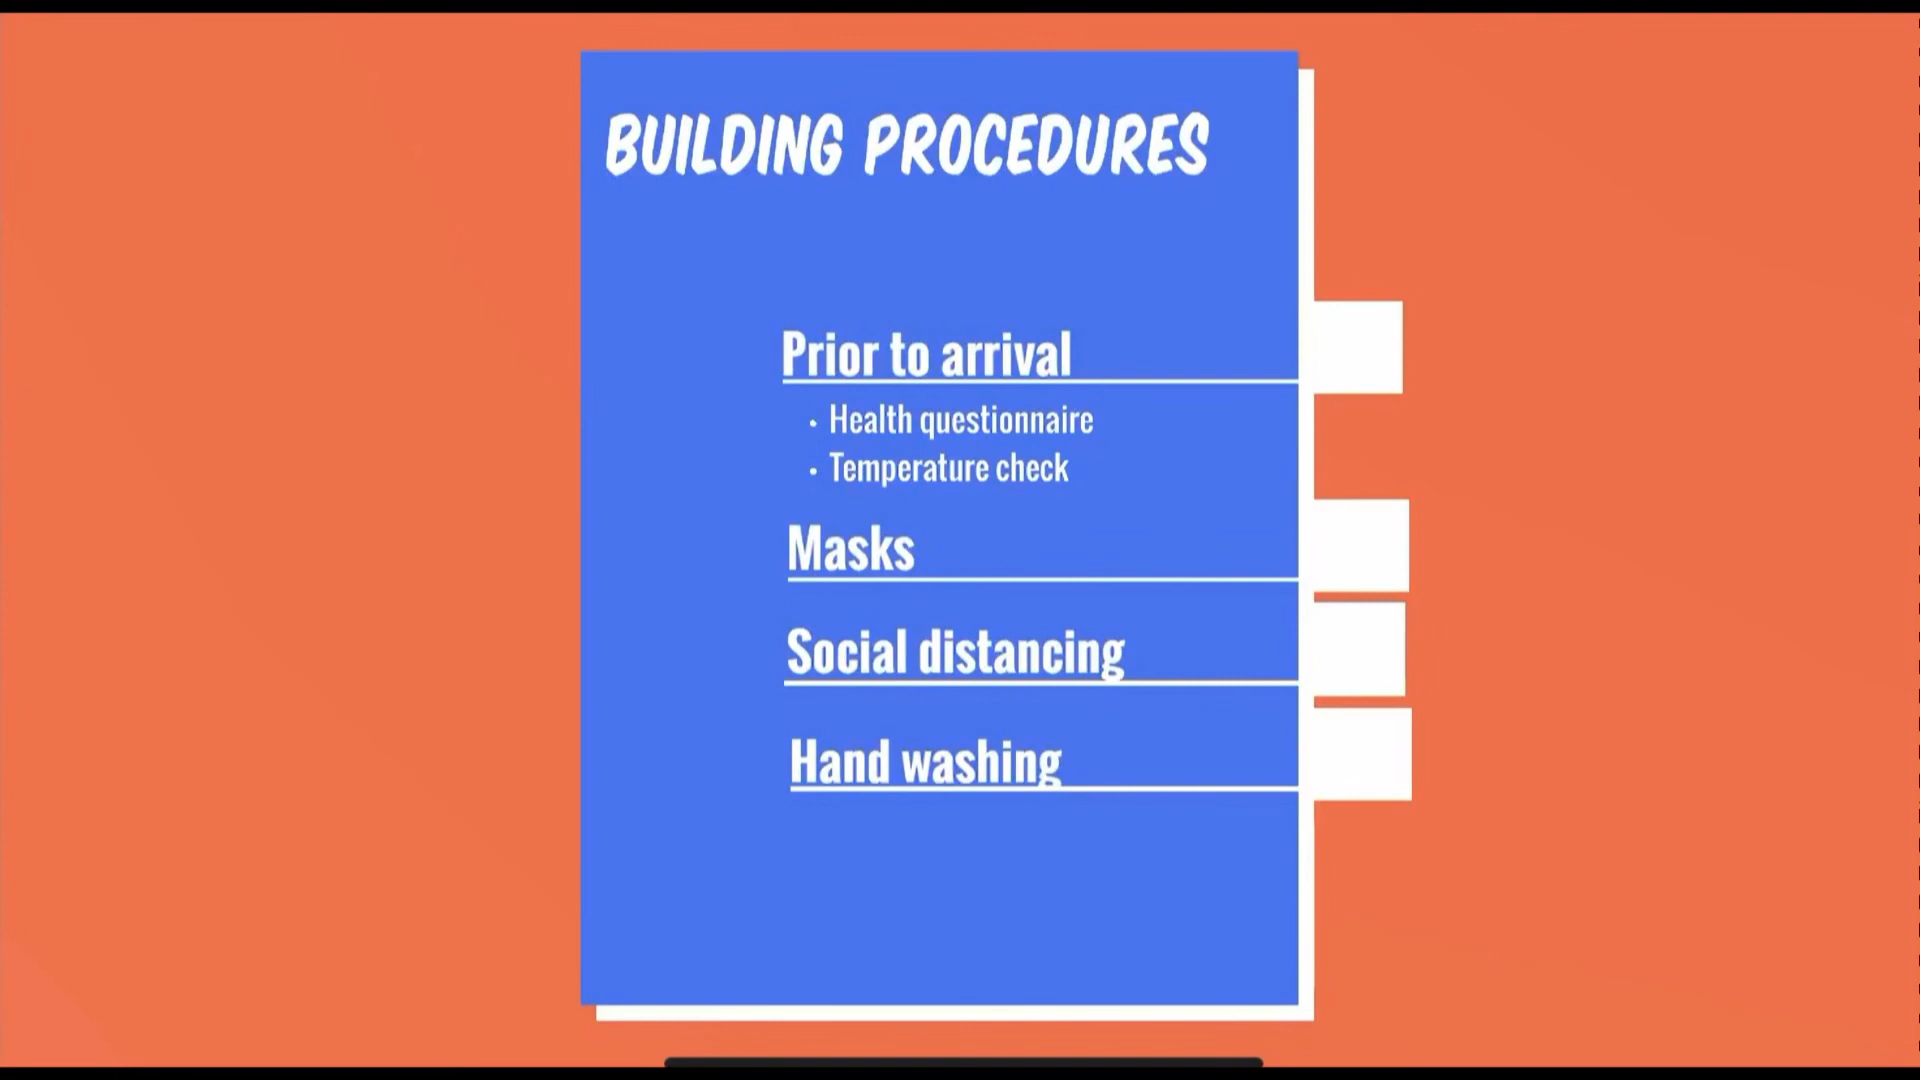 BUILDING PROCEDURES
Prior to arrival
• Health questionnaire
• Temperature check
Masks
Social distancing
Hand washing